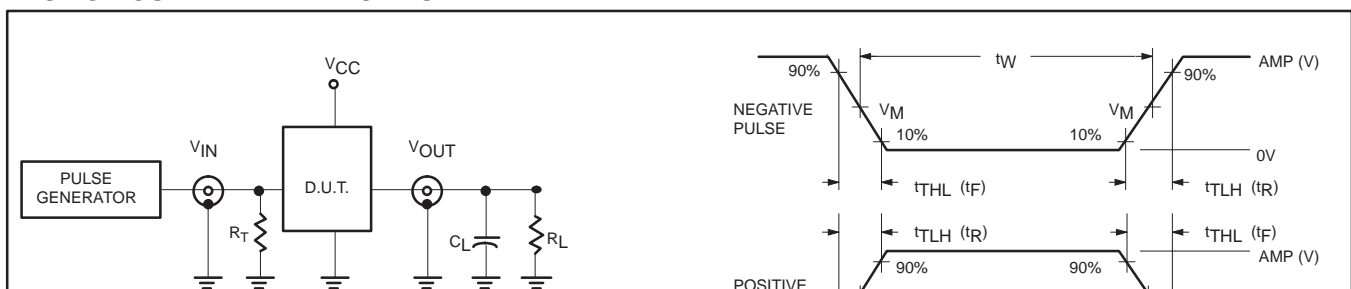 VCC
VIN
VOUT
PULSE
GENERATOR
D.U.T.
RT
CL
RL
tW
AMP (V)
90%
90%
NEGATIVE
PULSE
VM
VM
10%
10%
0V
tTHL (tF)
tTLH (tR)
tTLH (tR)
tTHL (tF)
AMP (V)
90%
90%
POSITIVE